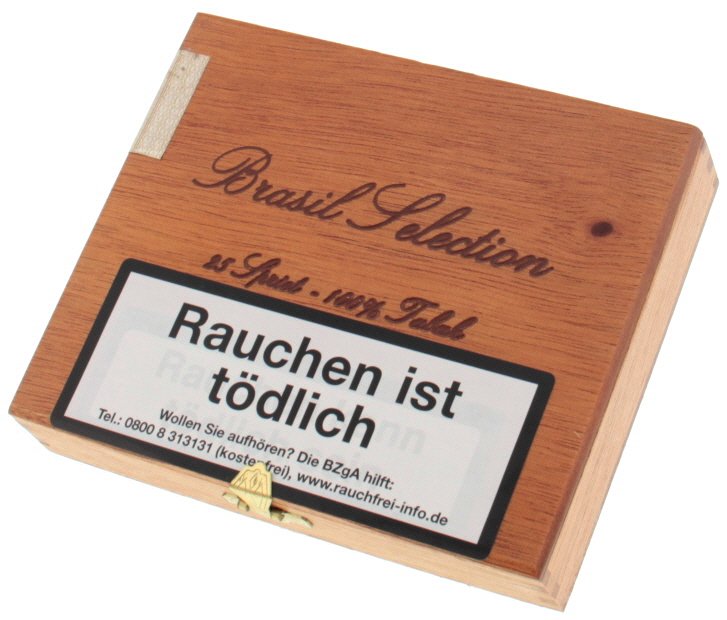 Brasil Selection
25 Sprint - 100% Tabak
Rauchen ist
tödlich
Wollen Sie aufhören? Die BZgA hilft:
Tel.: 0800 8 313131 (kostenfrei), www.rauchfrei-info.de